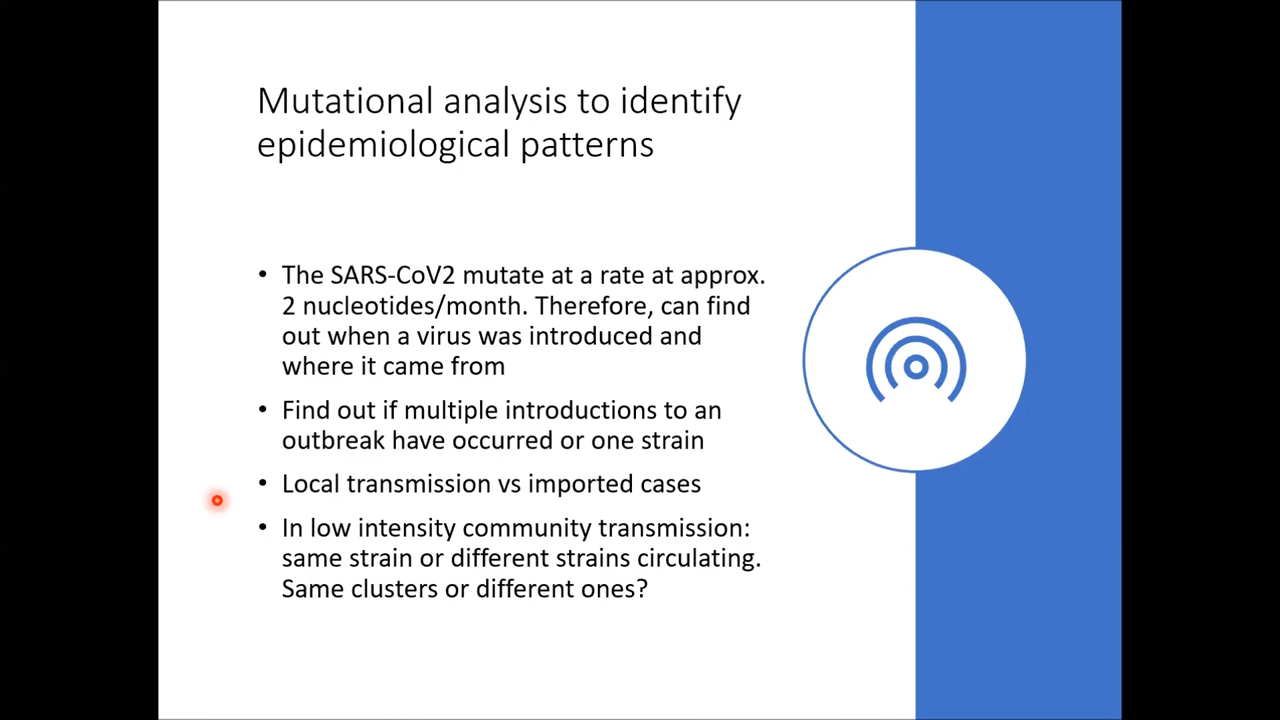 Mutational analysis to identify
epidemiological patterns
• The SARS-CoV2 mutate at a rate at approx.
2 nucleotides/month. Therefore, can find
out when a virus was introduced and
where it came from
• Find out if multiple introductions to an
outbreak have occurred or one strain
• Local transmission vs imported cases
• In low intensity community transmission:
same strain or different strains circulating.
Same clusters or different ones?